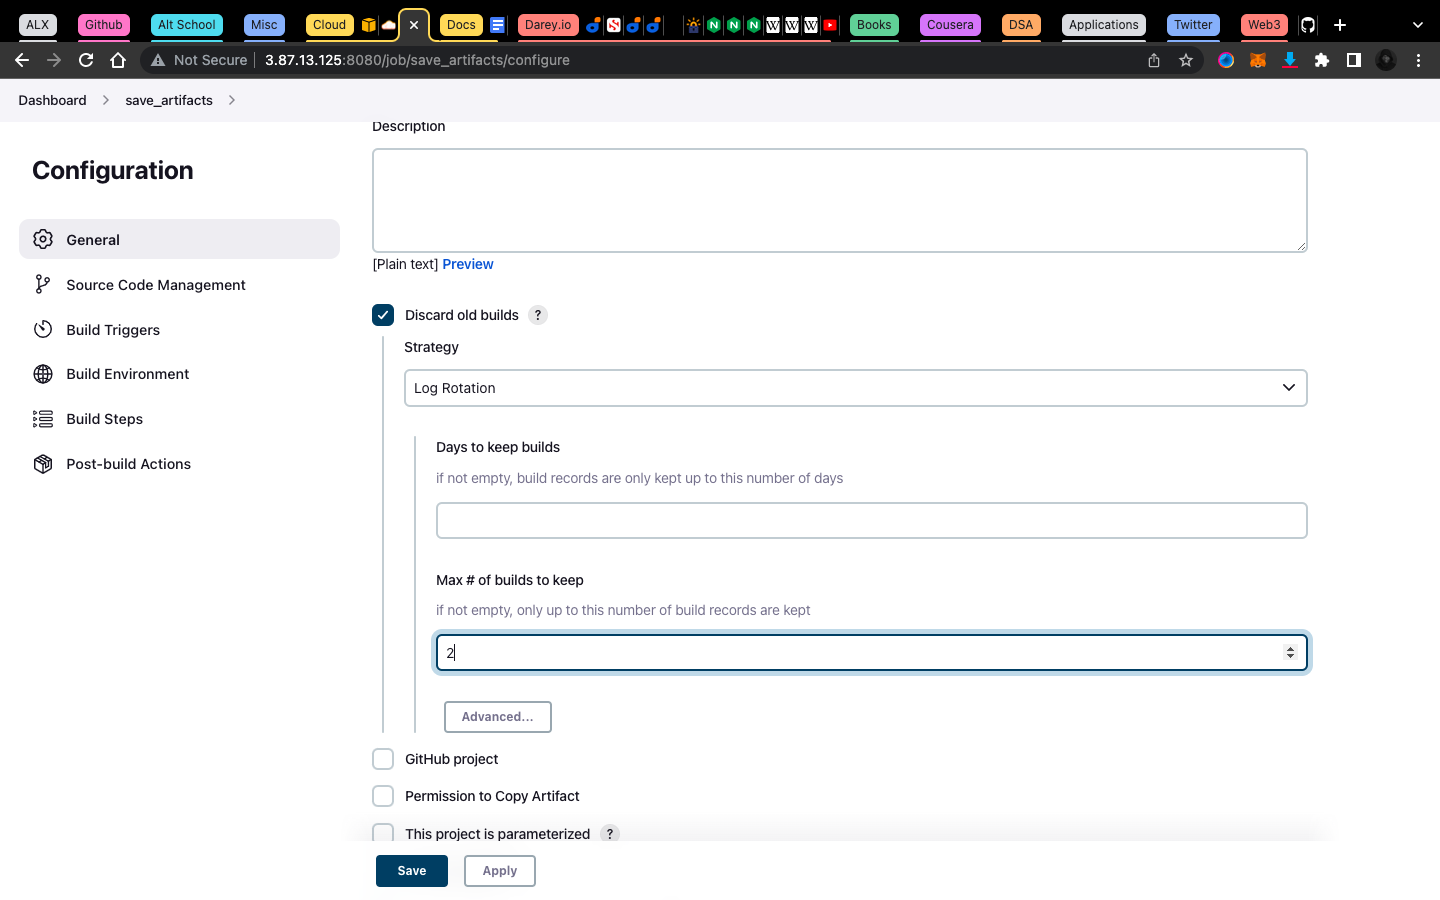 ALX Github Alt School Misc Cloud Docs Darey.io Books Cousera DSA Applications Twitter Web3
Not Secure 3.87.13.125:8080/job/save_artifacts/configure
Dashboard save_artifacts
Configuration
General
Source Code Management
Build Triggers
Build Environment
Build Steps
Post-build Actions
Description
[Plain text] Preview
Discard old builds ?
Strategy
Log Rotation
Days to keep builds
if not empty, build records are only kept up to this number of days
Max # of builds to keep
if not empty, only up to this number of build records are kept
2
Advanced...
GitHub project
Permission to Copy Artifact
This project is parameterized ?
Save Apply